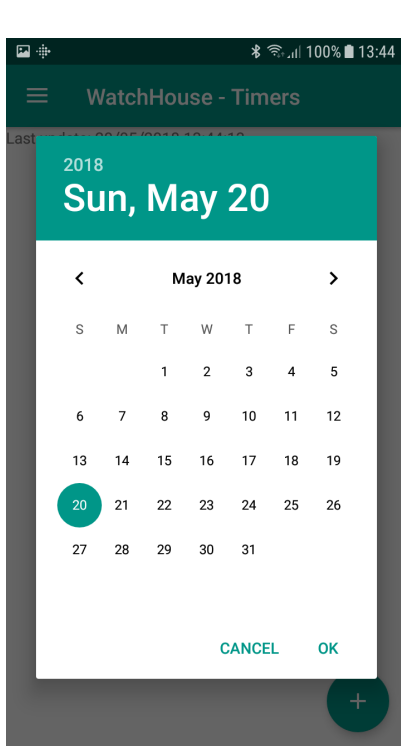 100% 13:44
WatchHouse - Timers
Last
2018
Sun, May 20
May 2018
S M T W T F S
1 2 3 4 5
6 7 8 9 10 11 12
13 14 15 16 17 18 19
20 21 22 23 24 25 26
27 28 29 30 31
CANCEL OK